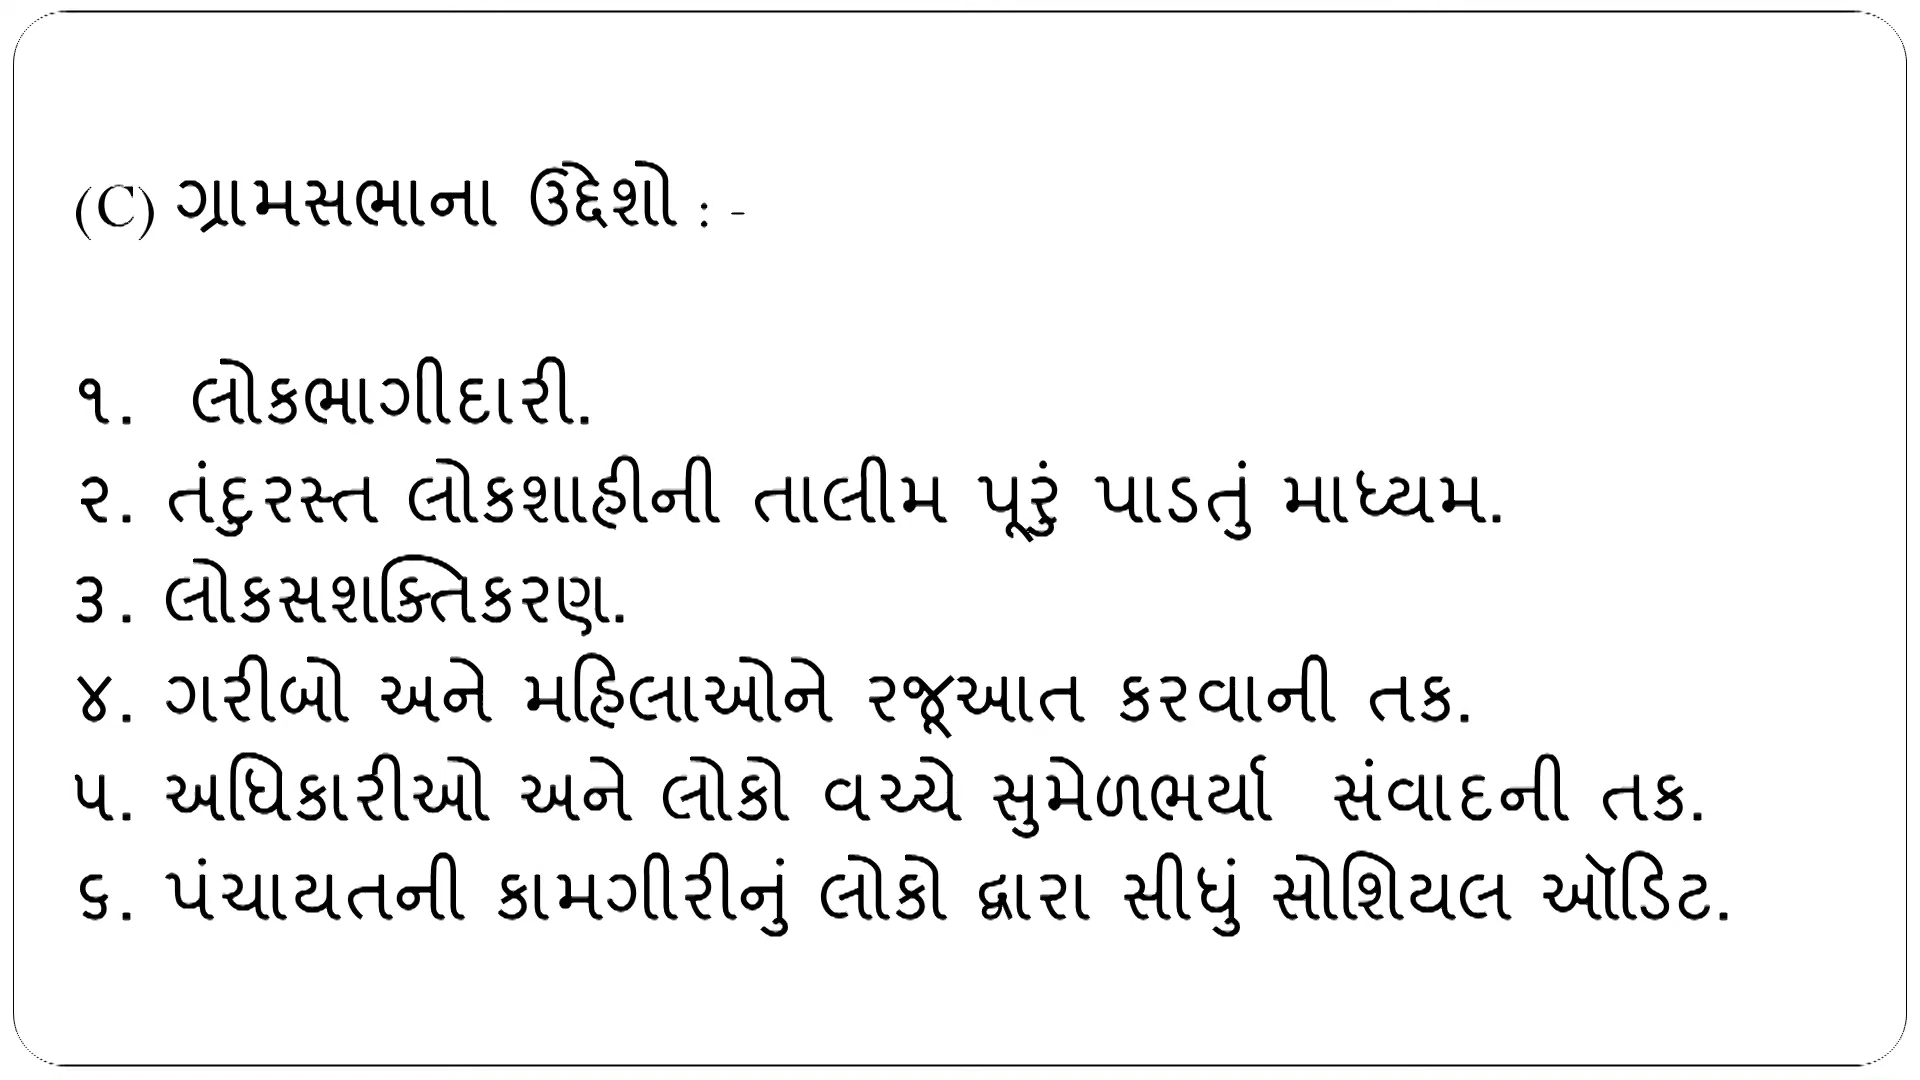 (C) ગ્રામસભાના ઉદ્દેશો : -
૧. લોકભાગીદારી.
૨. તંદુરસ્ત લોકશાહીની તાલીમ પૂરું પાડતું માધ્યમ.
૩. લોકસશક્તિકરણ.
૪. ગરીબો અને મહિલાઓને રજૂઆત કરવાની તક.
૫. અધિકારીઓ અને લોકો વચ્ચે સુમેળભર્યા સંવાદની તક.
૬. પંચાયતની કામગીરીનું લોકો દ્વારા સીધું સોશિયલ ઑડિટ.